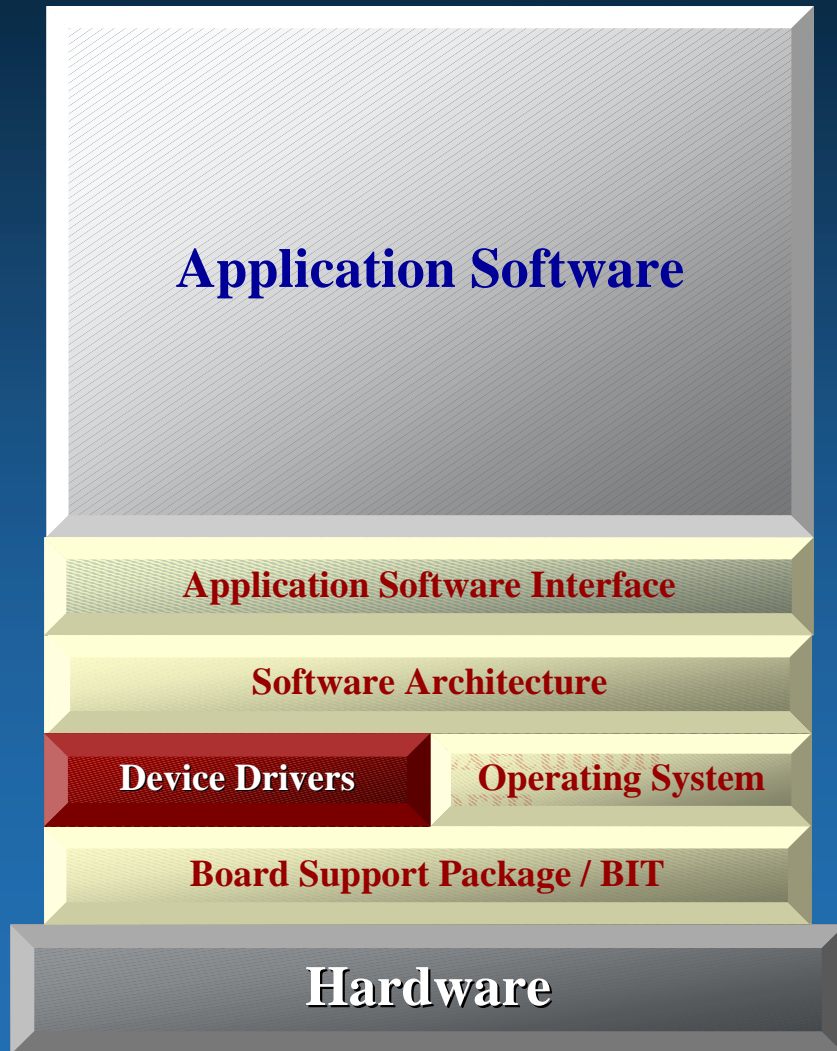 Application Software
Application Software Interface
Software Architecture
Device Drivers
Operating System
Board Support Package / BIT
Hardware